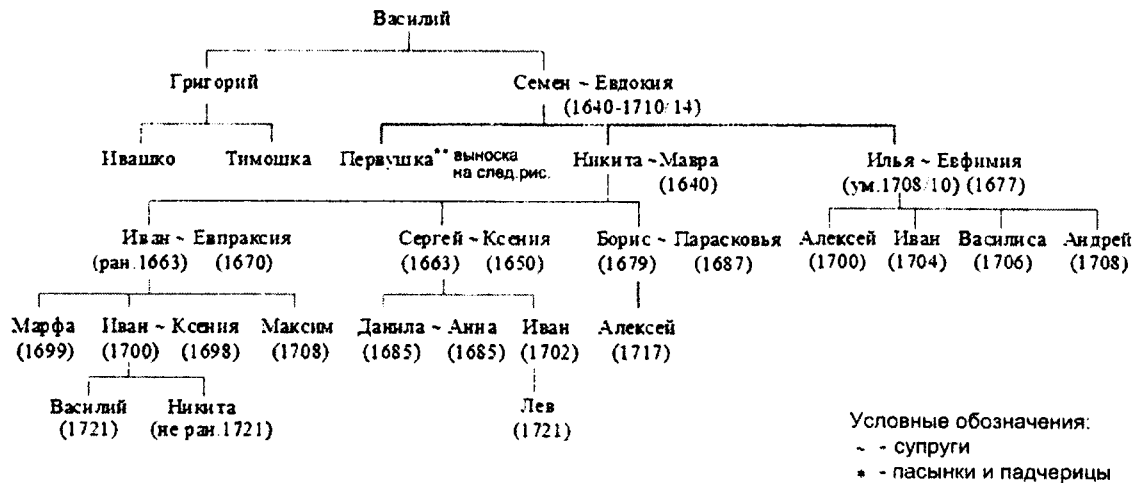 Василий
Григорий Семен ~ Евдокия
(1640-1710/14)
Ивашко Тимошка Первушка** выноска на след.рис. Никита ~ Мавра Илья ~ Евфимия
(1640) (ум.1708/10) (1677)
Иван ~ Евпраксия Сергей ~ Ксения Борис ~ Парасковья Алексей Иван Василиса Андрей
(ран.1663) (1670) (1663) (1650) (1679) (1687) (1700) (1704) (1706) (1708)
Марфа Иван ~ Ксения Максим Данила ~ Анна Иван Алексей
(1699) (1700) (1698) (1708) (1685) (1685) (1702) (1717)
Василий Никита Лев
(1721) (не ран.1721) (1721)
Условные обозначения:
~ - супруги
* - пасынки и падчерицы